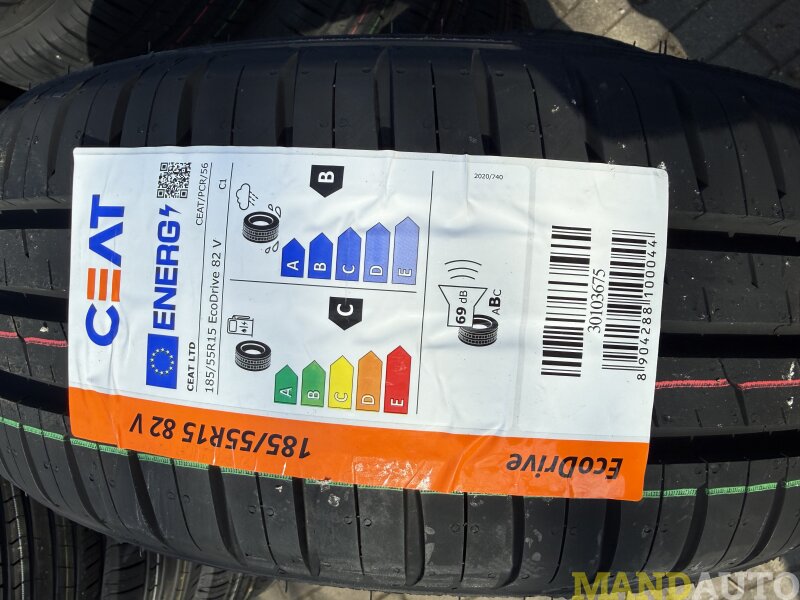 CEAT
ENERG
CEAT LTD
CEAT/PCR/56
185/55R15 EcoDrive 82 V
C1
B
A
B
C
D
E
C
A
B
C
D
E
69 dB
ABC
2020/740
30103675
8 904288 100044
EcoDrive
185/55R15 82 V
MANDAUTO